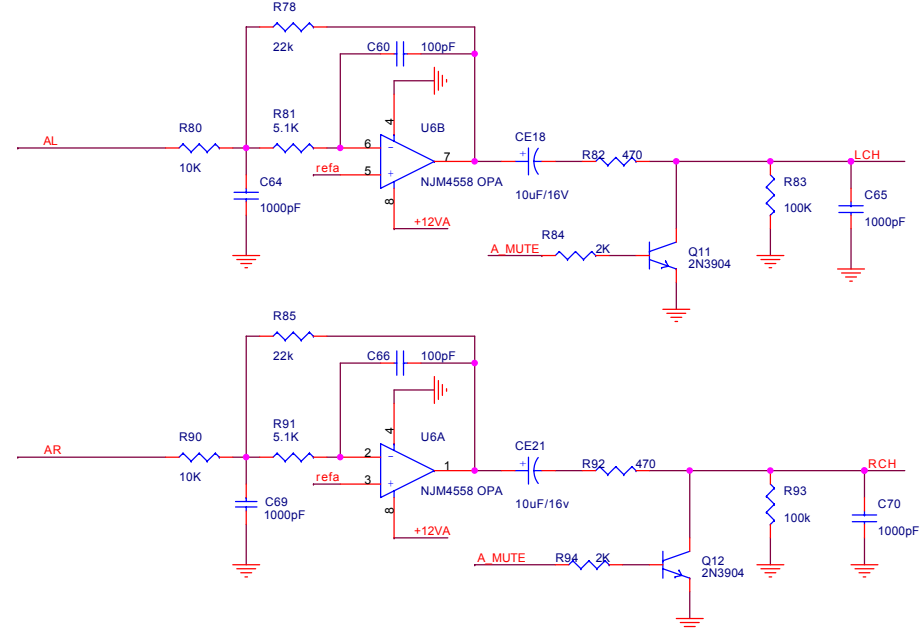 R78
22k
C60 100pF
R81
5.1K
4
U6B
AL
R80
10K
6
7
refa
5
NJM4558 OPA
8
+12VA
C64
1000pF
CE18
10uF/16V
R82 470
LCH
R83
100K
C65
1000pF
A_MUTE
R84
2K
Q11
2N3904
R85
22k
C66 100pF
R91
5.1K
4
U6A
AR
R90
10K
2
1
refa
3
NJM4558 OPA
8
+12VA
C69
1000pF
CE21
10uF/16v
R92 470
RCH
R93
100k
C70
1000pF
A_MUTE
R94 2K
Q12
2N3904